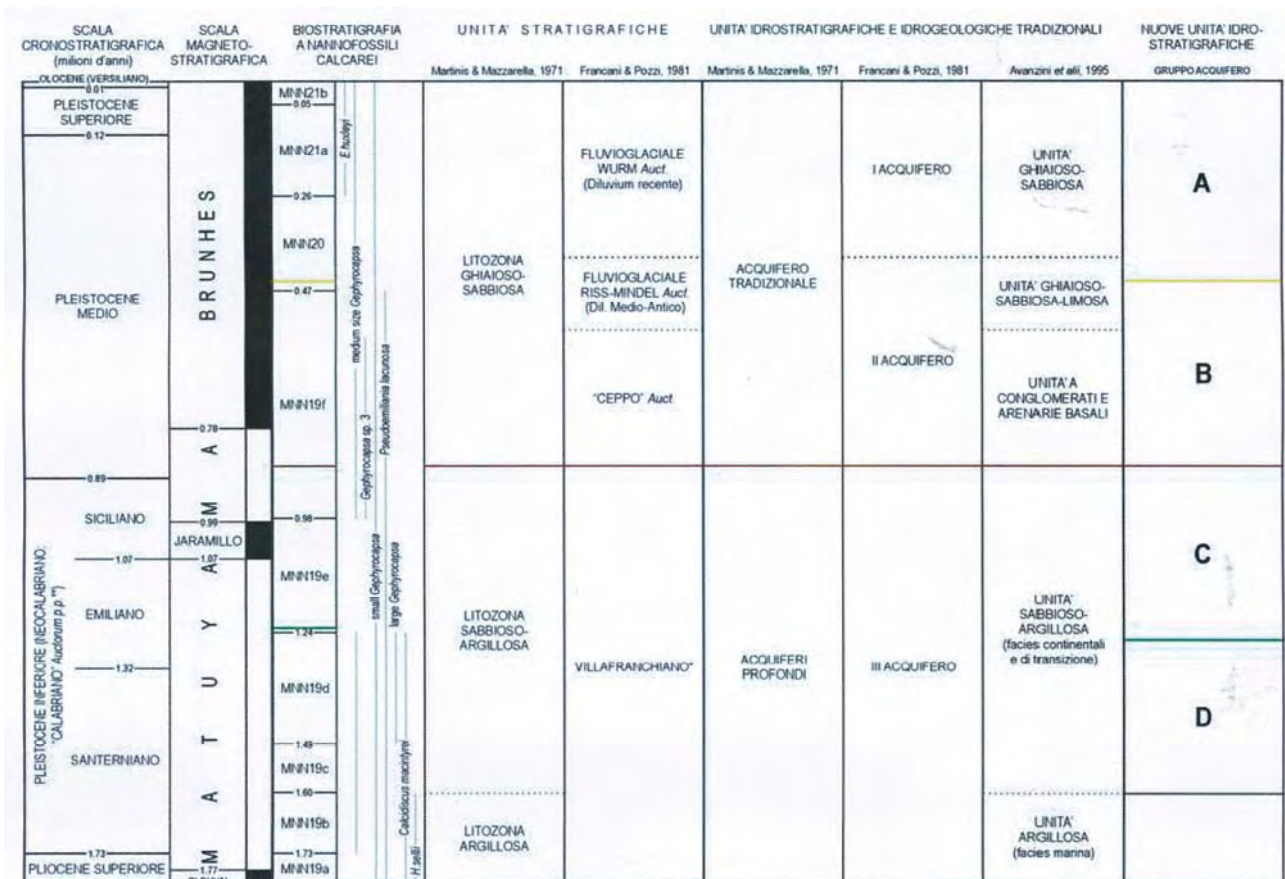 SCALA
CRONOSTRATIGRAFICA
(milioni d'anni)
SCALA
MAGNETO-
STRATIGRAFICA
BIOSTRATIGRAFIA
A NANNOFOSSILI
CALCAREI
UNITA' STRATIGRAFICHE
UNITA' IDROSTRATIGRAFICHE E IDROGEOLOGICHE TRADIZIONALI
NUOVE UNITA' IDRO-
STRATIGRAFICHE
Martinis & Mazzarella, 1971
Francani & Pozzi, 1981
Martinis & Mazzarella, 1971
Francani & Pozzi, 1981
Avanzini et alii, 1995
GRUPPO ACQUIFERO
OLOCENE (VERSILIANO)
0.01
PLEISTOCENE
SUPERIORE
0.12
PLEISTOCENE
MEDIO
0.89
PLEISTOCENE INFERIORE (NEOCALABRIANO;
"CALABRIANO" Auctorum p.p.**)
SICILIANO
1.07
EMILIANO
1.32
SANTERNIANO
1.73
PLIOCENE SUPERIORE
BRUNHES
0.78
MATUYAMA
0.99
JARAMILLO
1.07
1.77
MNN21b
0.05
MNN21a
0.26
MNN20
0.47
MNN19f
0.98
MNN19e
1.24
MNN19d
1.49
MNN19c
1.60
MNN19b
1.73
MNN19a
E.huxleyi
medium size Gephyrocapsa
Gephyrocapsa sp. 3
small Gephyrocapsa
Pseudoemiliania lacunosa
large Gephyrocapsa
Calcidiscus macintyrei
H.sellii
LITOZONA
GHIAIOSO-
SABBIOSA
LITOZONA
SABBIOSO-
ARGILLOSA
LITOZONA
ARGILLOSA
FLUVIOGLACIALE
WURM Auct.
(Diluvium recente)
FLUVIOGLACIALE
RISS-MINDEL Auct.
(Dil. Medio-Antico)
"CEPPO" Auct.
VILLAFRANCHIANO*
ACQUIFERO
TRADIZIONALE
ACQUIFERI
PROFONDI
I ACQUIFERO
II ACQUIFERO
III ACQUIFERO
UNITA'
GHIAIOSO-
SABBIOSA
UNITA' GHIAIOSO-
SABBIOSA-LIMOSA
UNITA' A
CONGLOMERATI E
ARENARIE BASALI
UNITA'
SABBIOSO-
ARGILLOSA
(facies continentali
e di transizione)
UNITA'
ARGILLOSA
(facies marina)
A
B
C
D